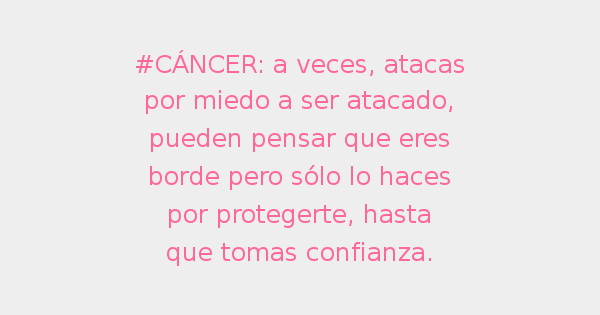 #CÁNCER: a veces, atacas
por miedo a ser atacado,
pueden pensar que eres
borde pero sólo lo haces
por protegerte, hasta
que tomas confianza.